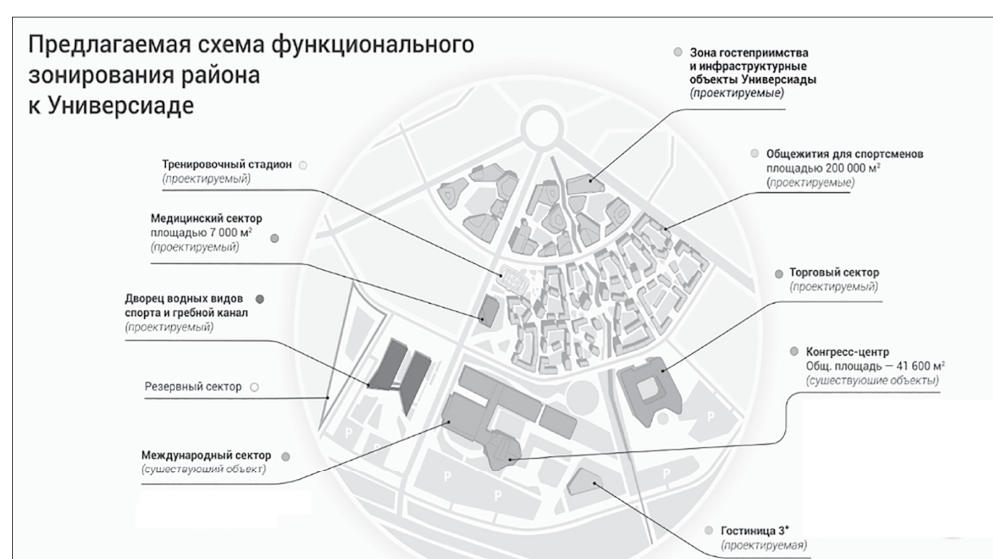 Предлагаемая схема функционального
зонирования района
к Универсиаде
Зона гостеприимства
и инфраструктурные
объекты Универсиады
(проектируемые)
Тренировочный стадион
(проектируемый)
Общежития для спортсменов
площадью 200 000 м²
(проектируемые)
Медицинский сектор
площадью 7 000 м²
(проектируемый)
Торговый сектор
(проектируемый)
Дворец водных видов
спорта и гребной канал
(проектируемый)
Конгресс-центр
Общ. площадь — 41 600 м²
(существующие объекты)
Резервный сектор
Международный сектор
(существующий объект)
Гостиница 3*
(проектируемая)
P
P
P
P
P
P